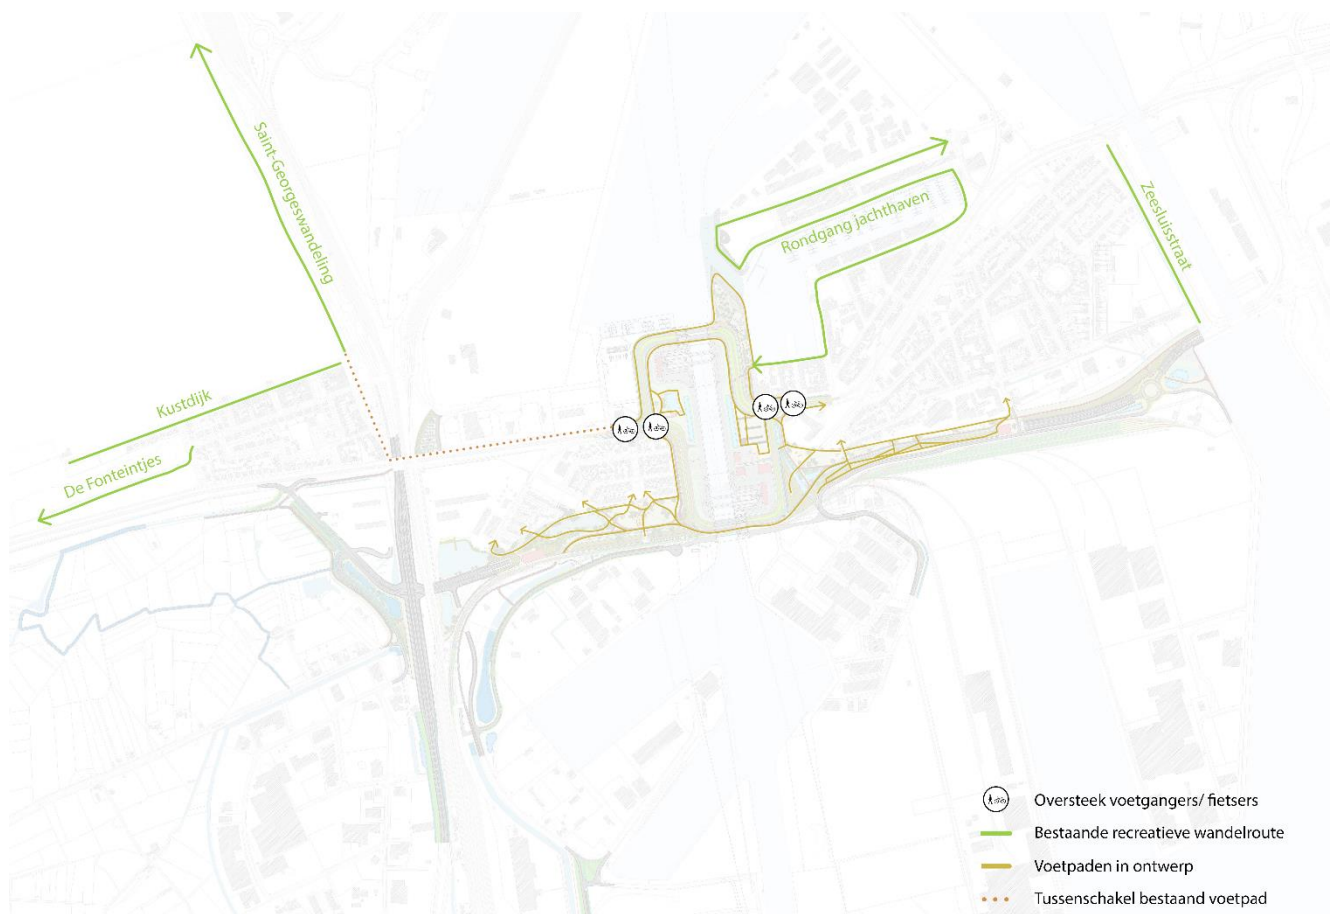 Saint-Georgeswandeling
Rondgang jachthaven
Zeesluisstraat
Kustdijk
De Fonteintjes
Oversteek voetgangers/ fietsers
Bestaande recreatieve wandelroute
Voetpaden in ontwerp
Tussenschakel bestaand voetpad